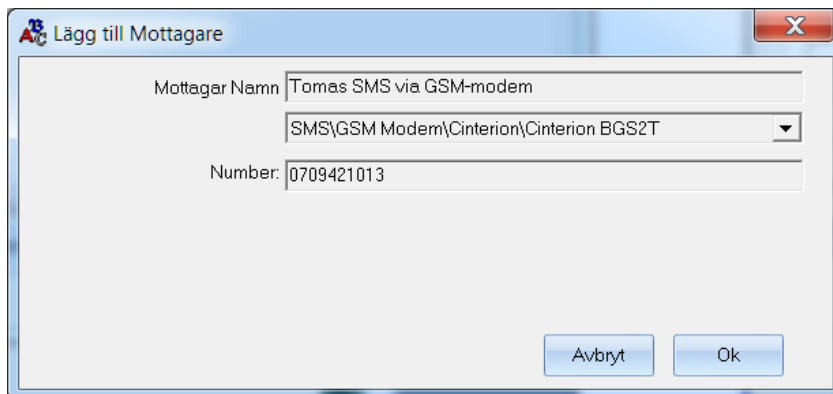 Lägg till Mottagare
Mottagar Namn Tomas SMS via GSM-modem
SMS\GSM Modem\Cinterion\Cinterion BGS2T
Number: 0709421013
Avbryt Ok